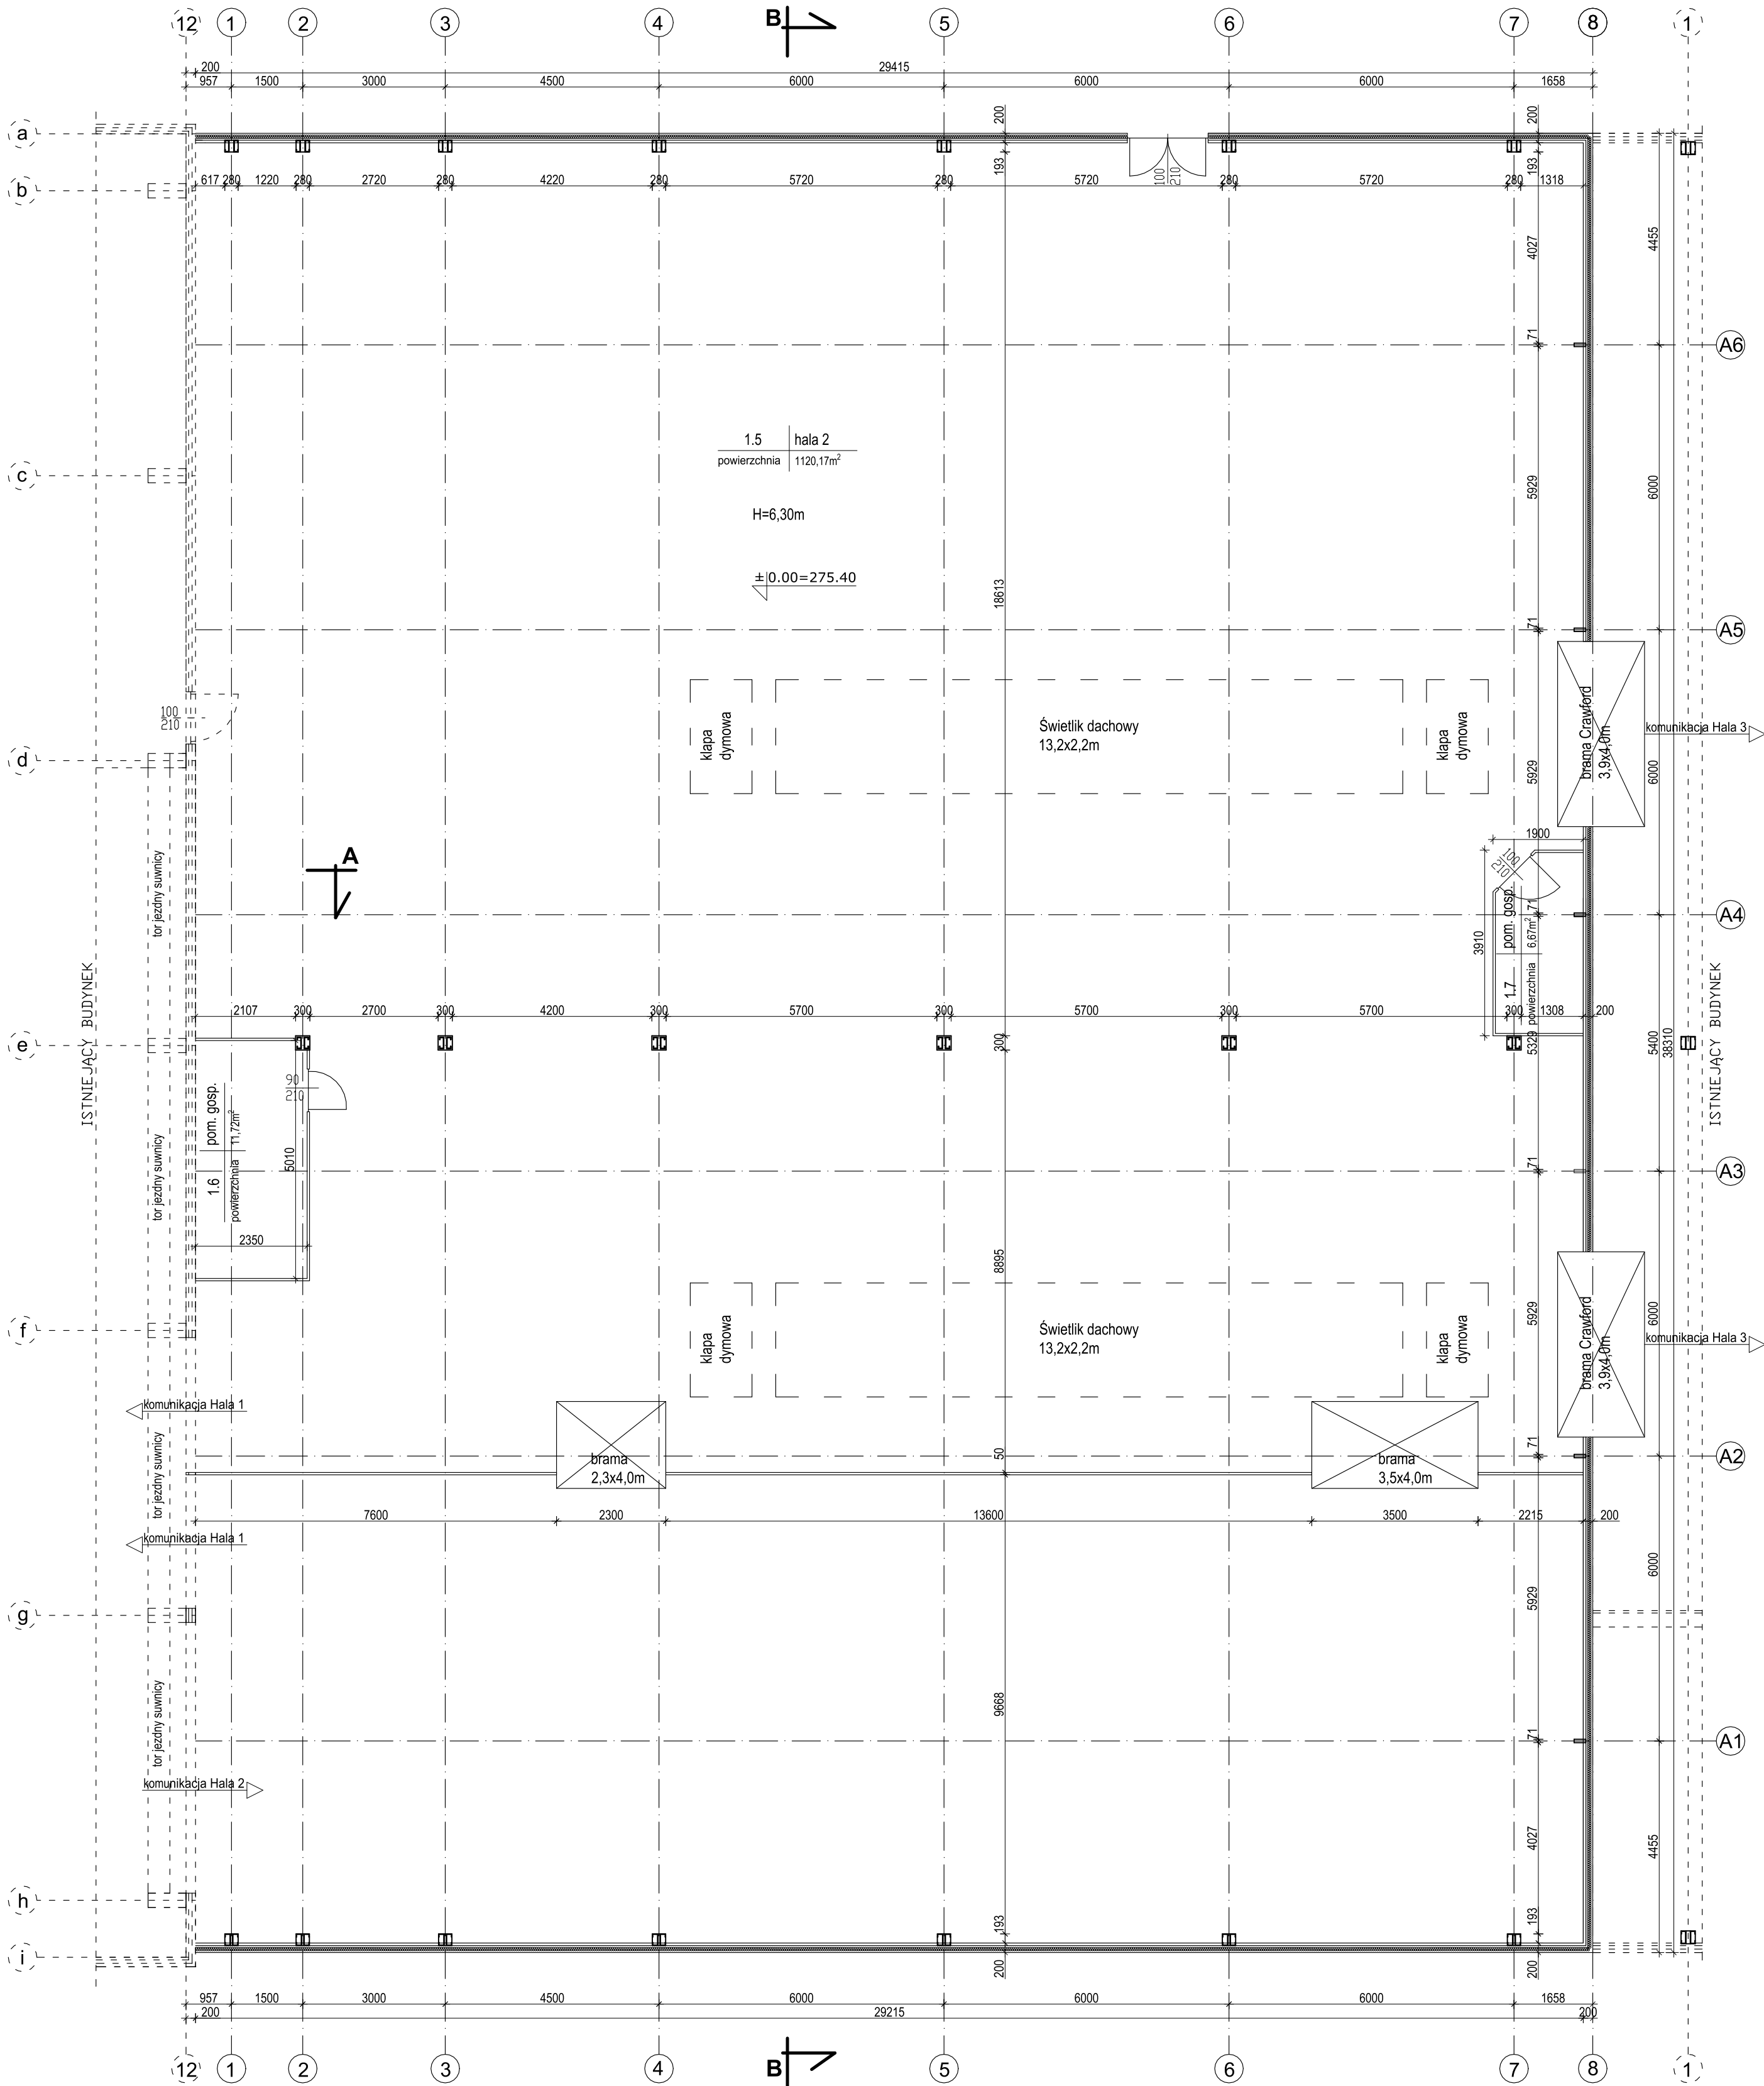 12 1 2 3 4 B 5 6 7 8 1
200 29415
957 1500 3000 4500 6000 6000 6000 1658
200 200
a
193 193
100
210
b
617 280 1220 280 2720 280 4220 280 5720 280 5720 280 5720 280 1318
4027 4455
71 A6
1.5 hala 2
powierzchnia 1120,17m²
c
5929 6000
H=6,30m
±0.00=275.40
18613
71 A5
100
210
klapa
dymowa
Świetlik dachowy
13,2x2,2m
klapa
dymowa
brama Crawford
3,9x4,0m
komunikacja Hala 3
d
5929 6000
1900
A
100
210
tor jezdny suwnicy
71 A4
3910
1.7 pom. gosp.
powierzchnia 6,67m²
ISTNIEJĄCY BUDYNEK
ISTNIEJĄCY BUDYNEK
2107 300 2700 300 4200 300 5700 300 5700 300 5700 300 1308 200
e
300 5329 5400 38310
90
210
1.6 pom. gosp.
powierzchnia 11,72m²
5010
tor jezdny suwnicy
71 A3
2350
8895
f
klapa
dymowa
Świetlik dachowy
13,2x2,2m
klapa
dymowa
5929 6000
brama Crawford
3,9x4,0m
komunikacja Hala 3
komunikacja Hala 1
tor jezdny suwnicy
50 71 A2
brama
2,3x4,0m
brama
3,5x4,0m
7600 2300 13600 3500 2215 200
komunikacja Hala 1
6000
5929
g
9668
tor jezdny suwnicy
71 A1
komunikacja Hala 2
4027 4455
h
193 193
i
200 200
957 1500 3000 4500 6000 6000 6000 1658
200 29215 200
12 1 2 3 4 B 5 6 7 8 1